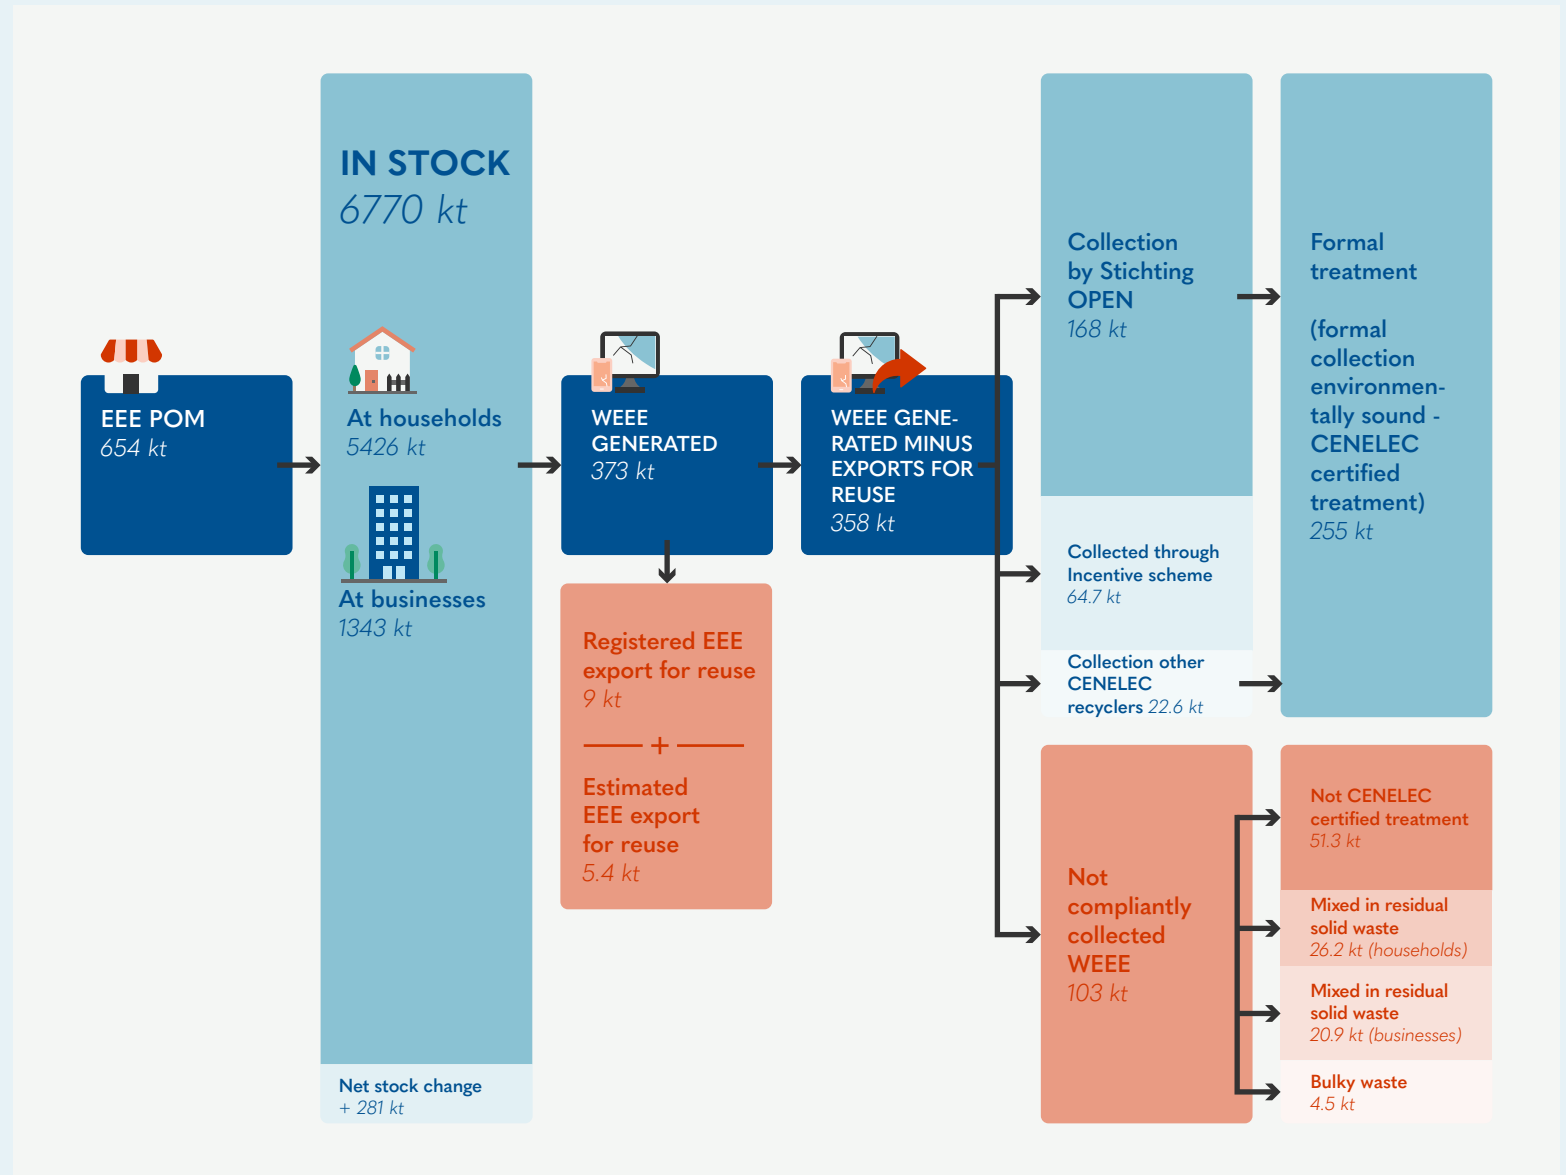 EEE POM
654 kt
IN STOCK
6770 kt
At households
5426 kt
At businesses
1343 kt
Net stock change
+ 281 kt
WEEE
GENERATED
373 kt
Registered EEE
export for reuse
9 kt
+
Estimated
EEE export
for reuse
5.4 kt
WEEE GENE-
RATED MINUS
EXPORTS FOR
REUSE
358 kt
Collection
by Stichting
OPEN
168 kt
Collected through
Incentive scheme
64.7 kt
Collection other
CENELEC
recyclers 22.6 kt
Formal
treatment
(formal
collection
environmen-
tally sound -
CENELEC
certified
treatment)
255 kt
Not
compliantly
collected
WEEE
103 kt
Not CENELEC
certified treatment
51.3 kt
Mixed in residual
solid waste
26.2 kt (households)
Mixed in residual
solid waste
20.9 kt (businesses)
Bulky waste
4.5 kt